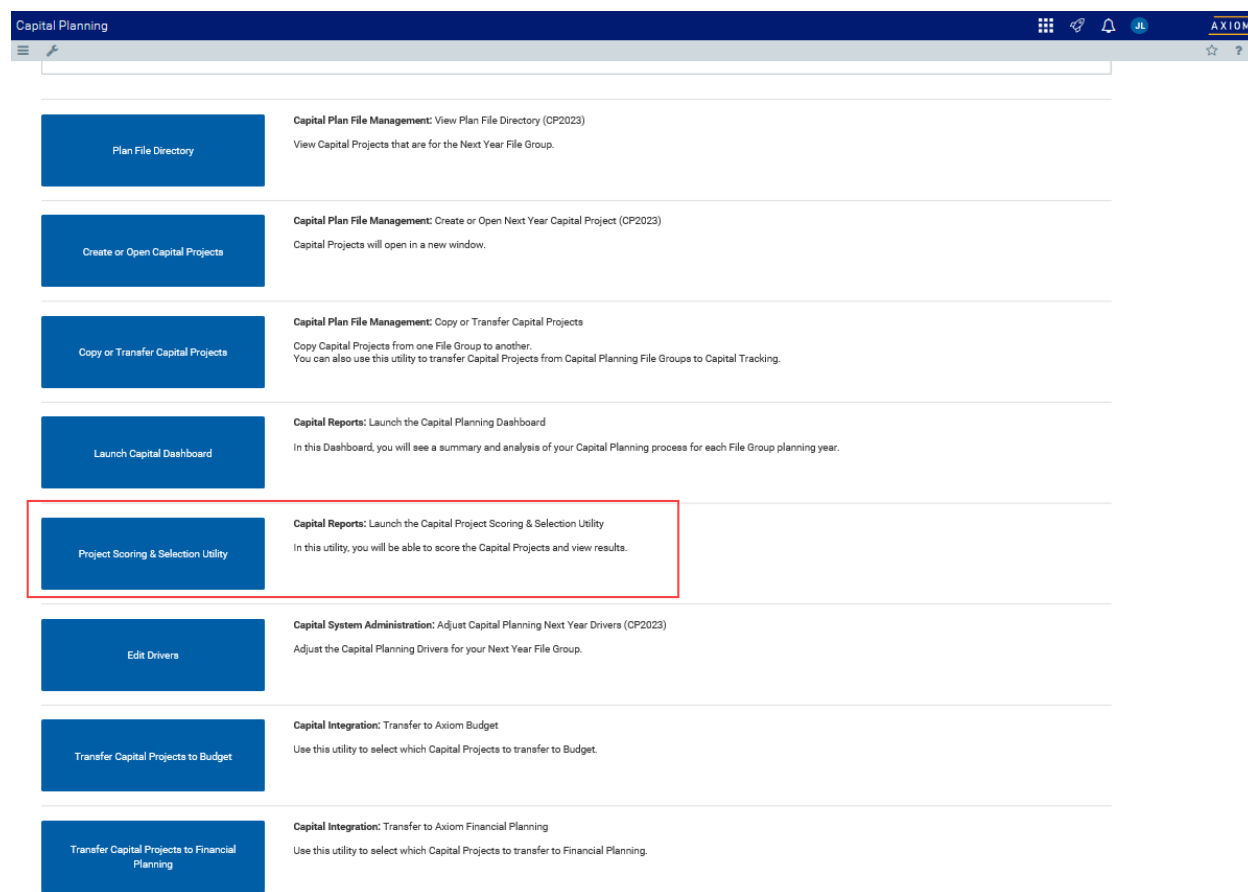 Capital Planning
JL
AXIOM
?
Plan File Directory
Capital Plan File Management: View Plan File Directory (CP2023)
View Capital Projects that are for the Next Year File Group.
Create or Open Capital Projects
Capital Plan File Management: Create or Open Next Year Capital Project (CP2023)
Capital Projects will open in a new window.
Copy or Transfer Capital Projects
Capital Plan File Management: Copy or Transfer Capital Projects
Copy Capital Projects from one File Group to another.
You can also use this utility to transfer Capital Projects from Capital Planning File Groups to Capital Tracking.
Launch Capital Dashboard
Capital Reports: Launch the Capital Planning Dashboard
In this Dashboard, you will see a summary and analysis of your Capital Planning process for each File Group planning year.
Project Scoring & Selection Utility
Capital Reports: Launch the Capital Project Scoring & Selection Utility
In this utility, you will be able to score the Capital Projects and view results.
Edit Drivers
Capital System Administration: Adjust Capital Planning Next Year Drivers (CP2023)
Adjust the Capital Planning Drivers for your Next Year File Group.
Transfer Capital Projects to Budget
Capital Integration: Transfer to Axiom Budget
Use this utility to select which Capital Projects to transfer to Budget.
Transfer Capital Projects to Financial
Planning
Capital Integration: Transfer to Axiom Financial Planning
Use this utility to select which Capital Projects to transfer to Financial Planning.